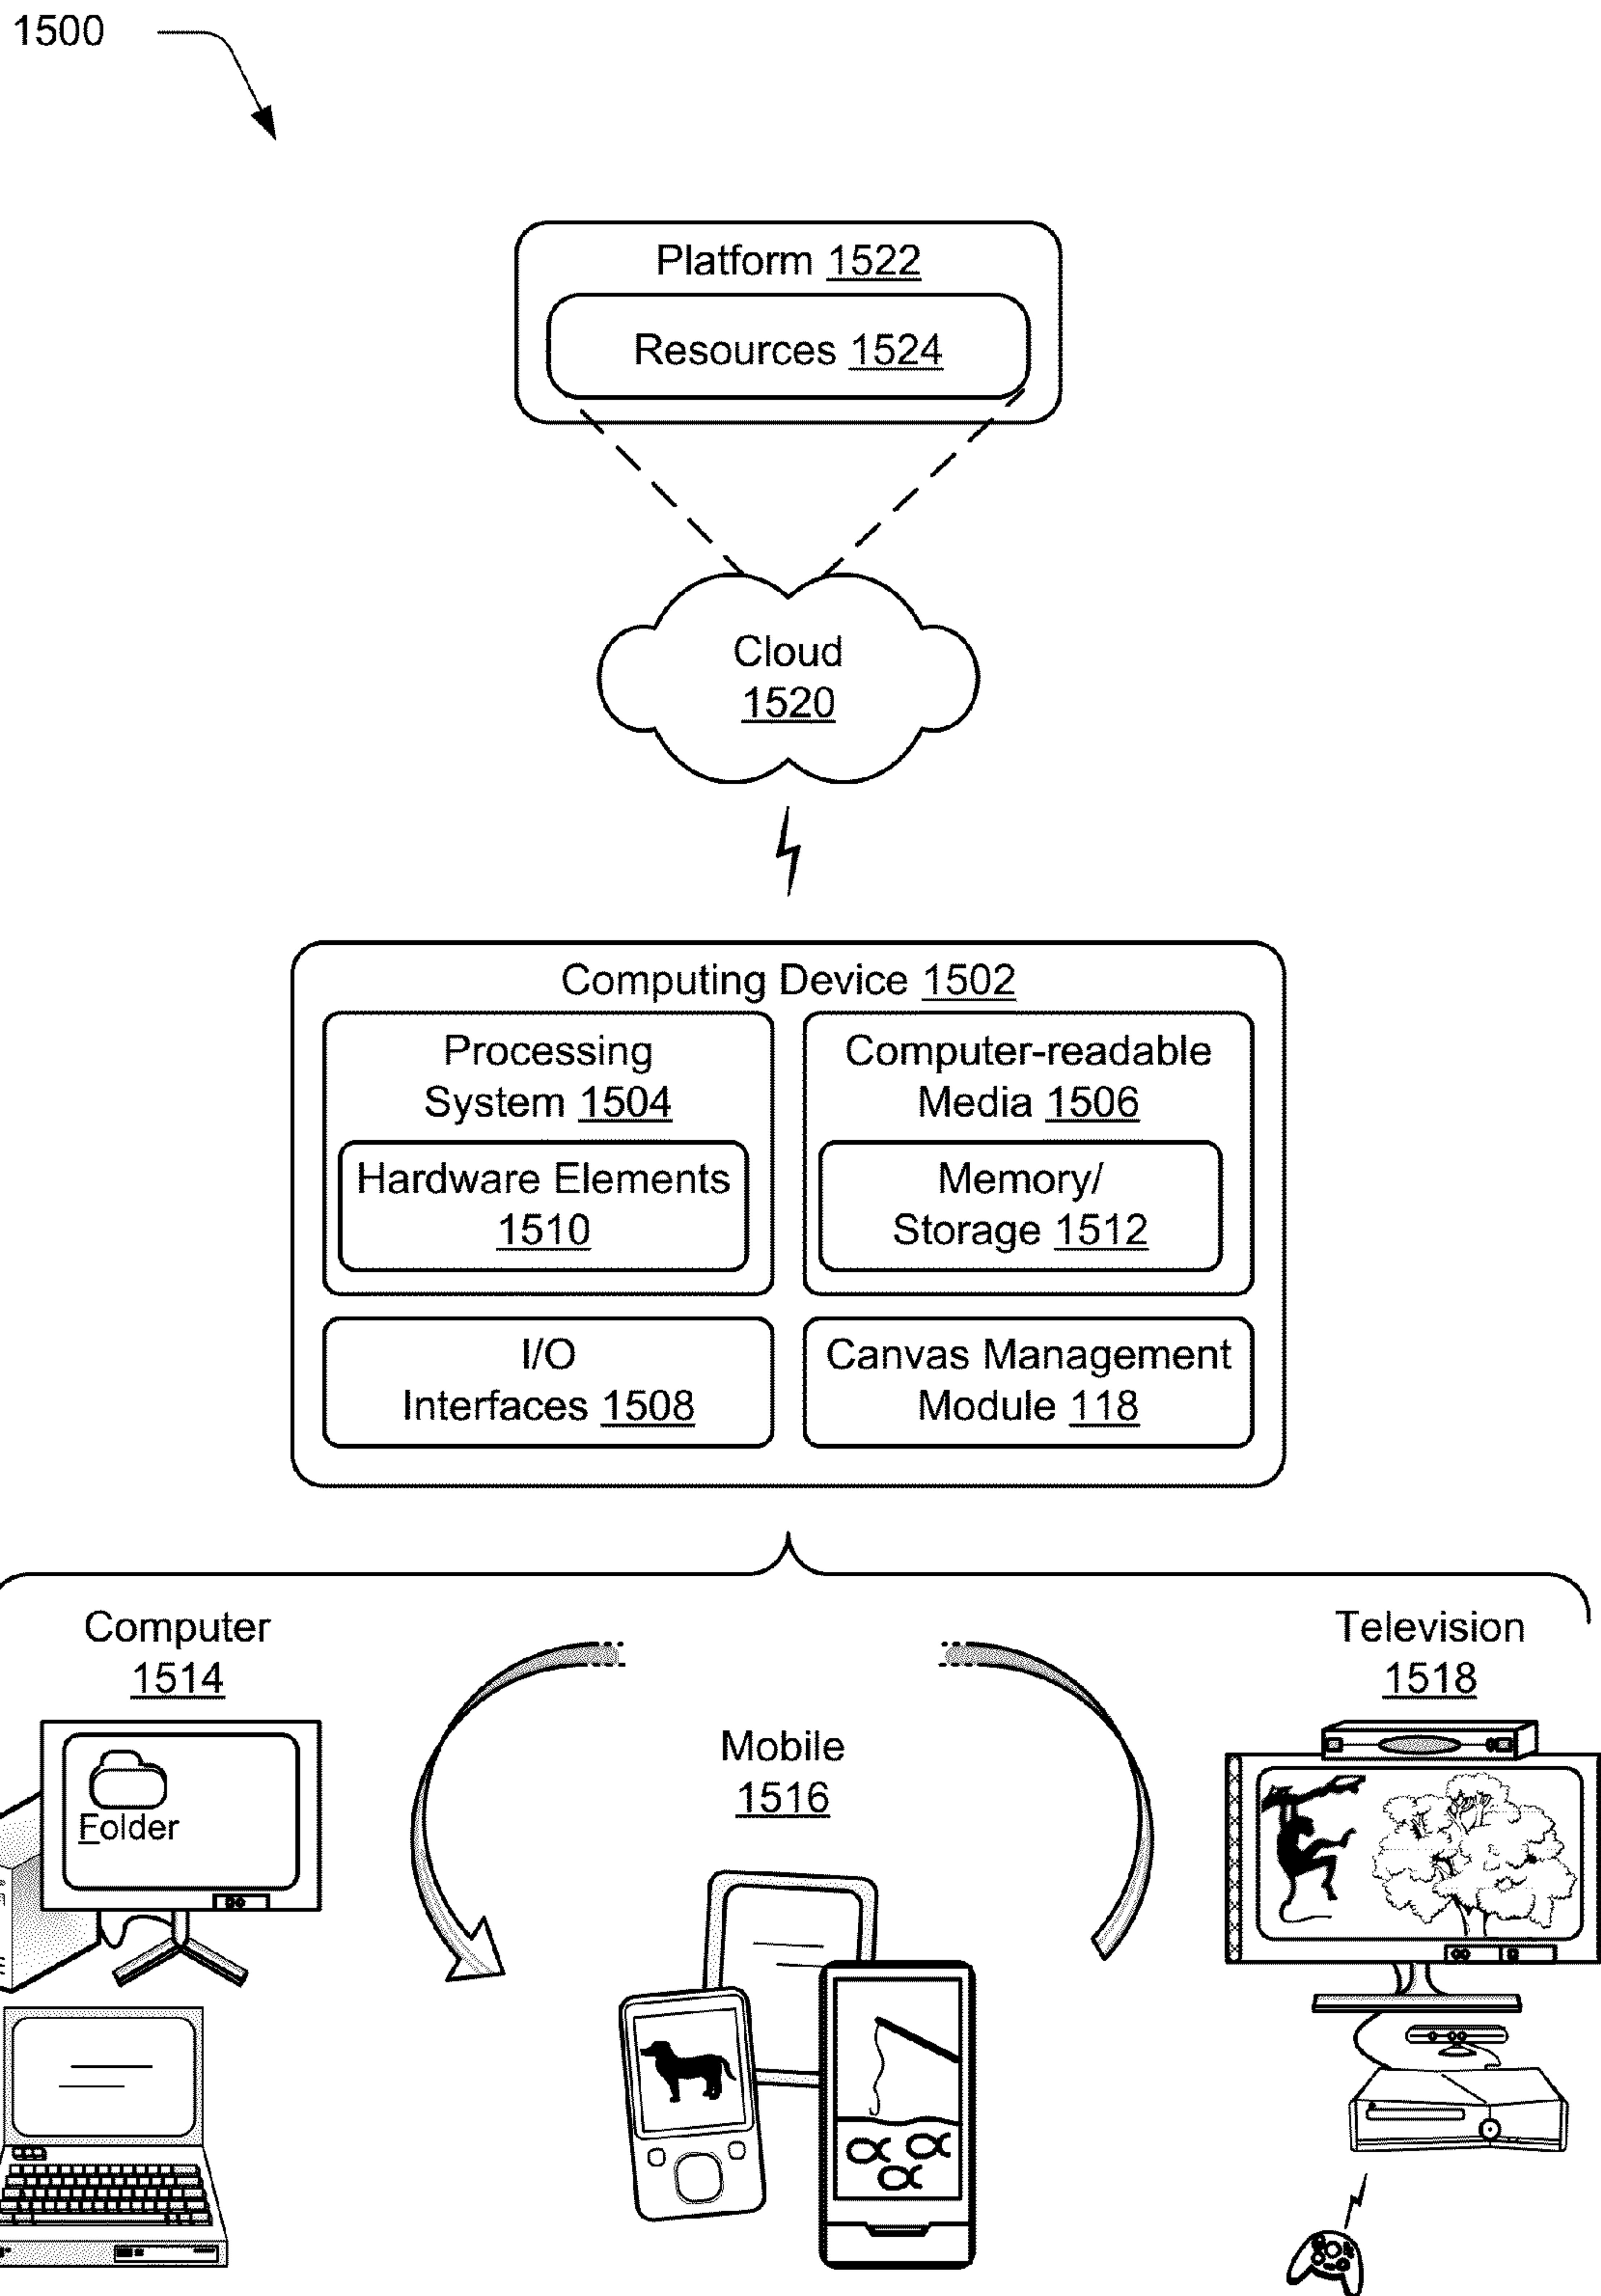 1500
Platform 1522
Resources 1524
Cloud
1520
Computing Device 1502
Processing
System 1504
Hardware Elements
1510
Computer-readable
Media 1506
Memory/
Storage 1512
I/O
Interfaces 1508
Canvas Management
Module 118
Computer
1514
Folder
Mobile
1516
Television
1518